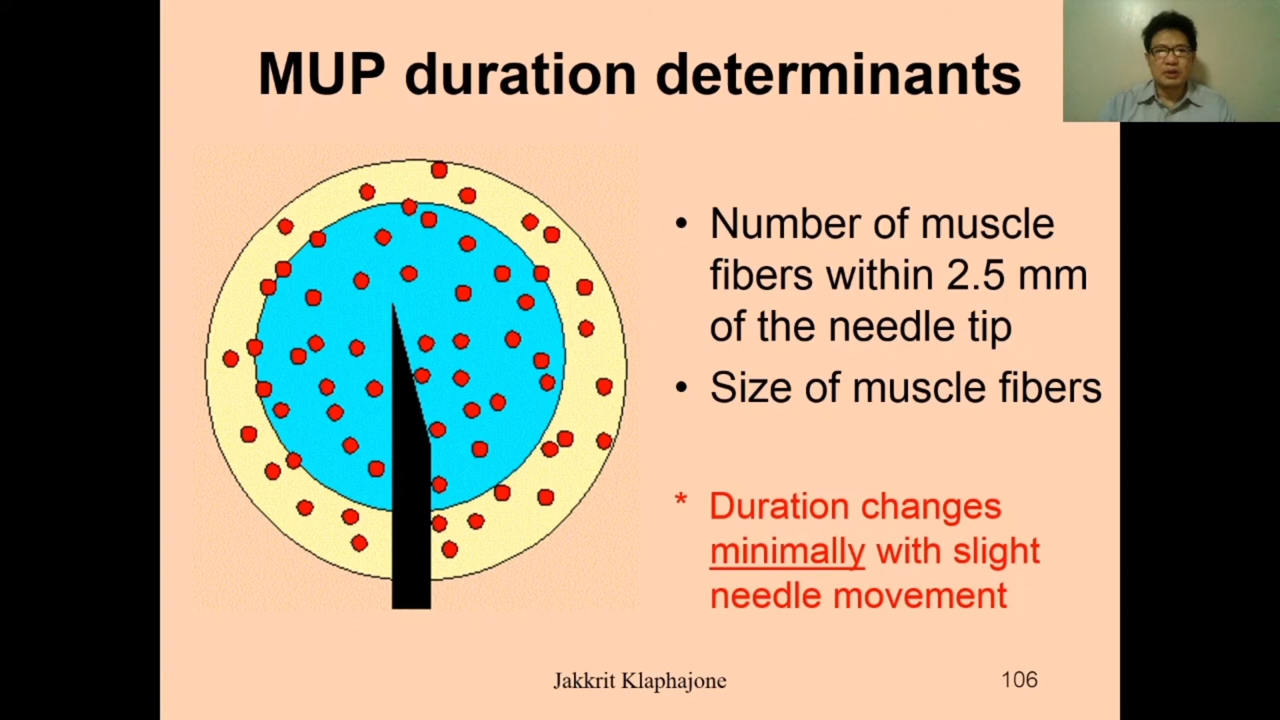 MUP duration determinants
• Number of muscle
fibers within 2.5 mm
of the needle tip
• Size of muscle fibers
* Duration changes
minimally with slight
needle movement
Jakkrit Klaphajone
106